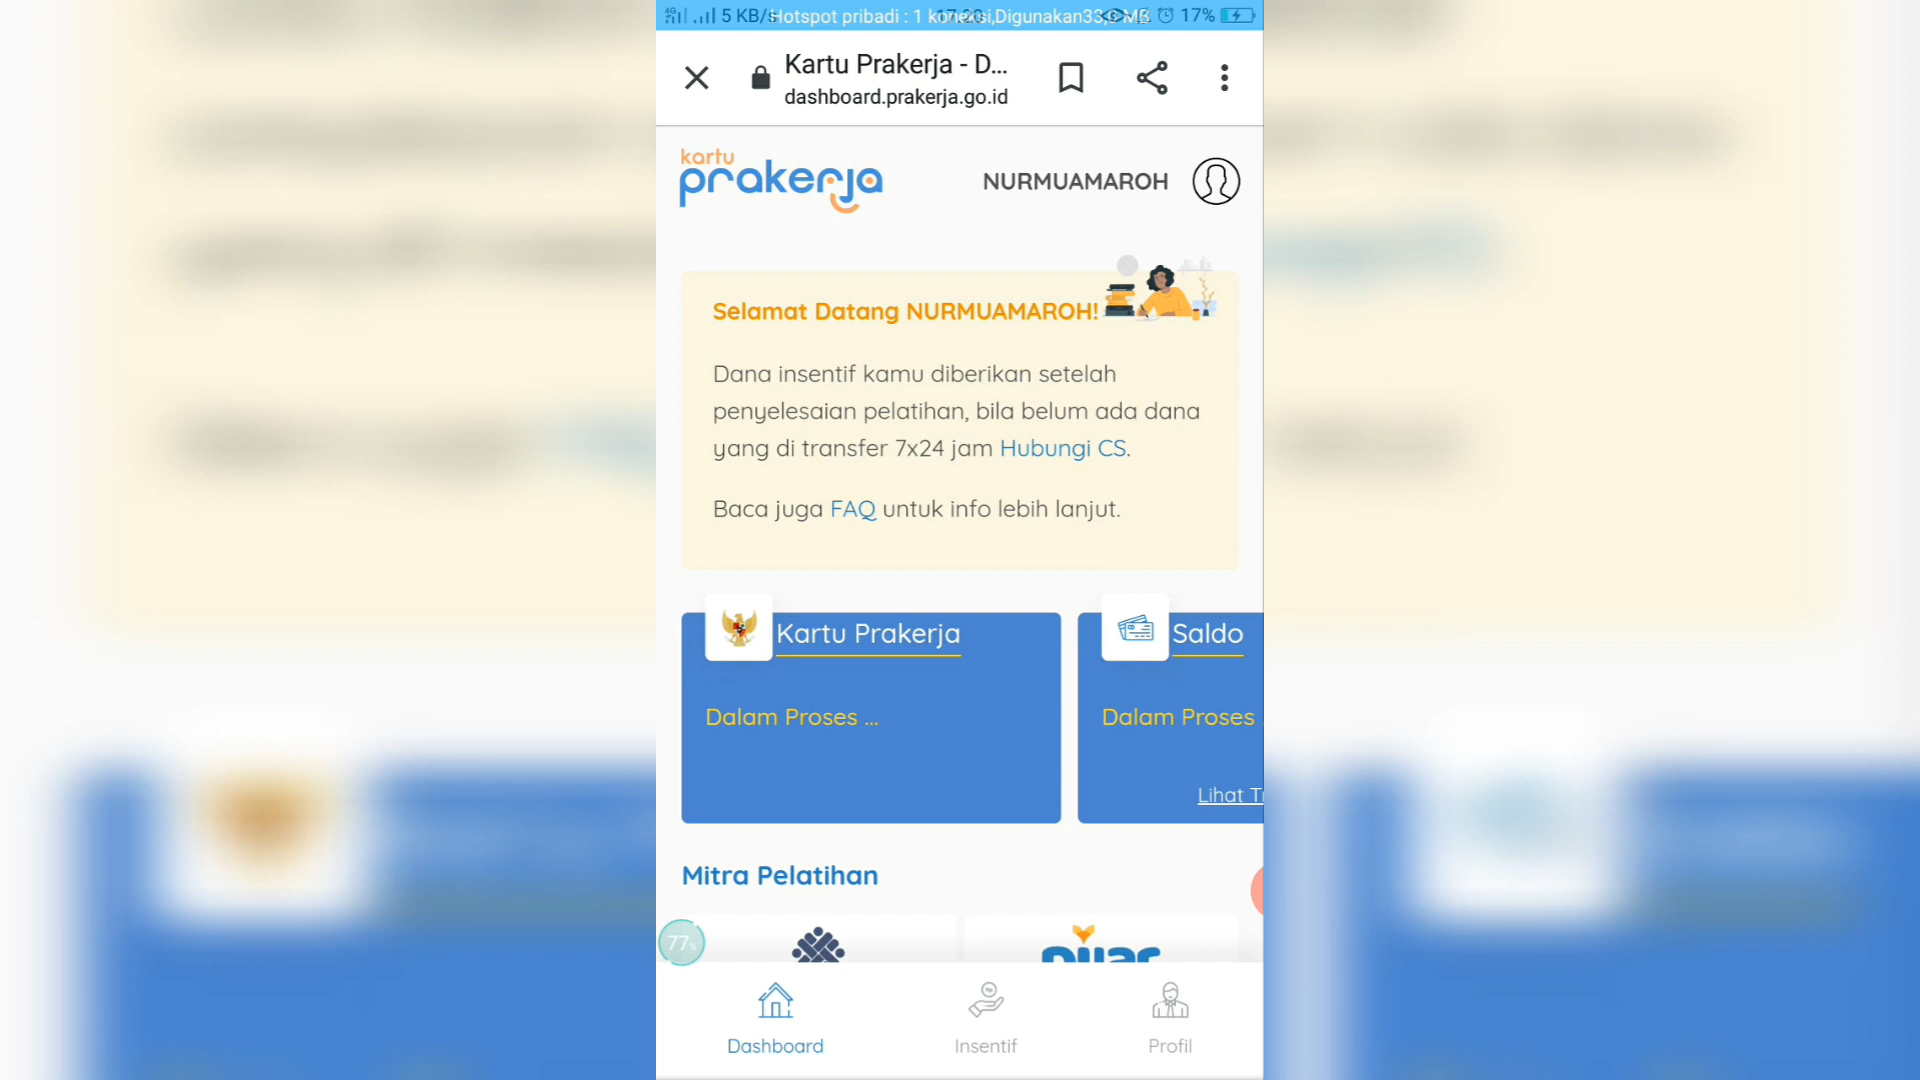 5 KB/s
Hotspot pribadi : 1 koneksi,Digunakan33,
17%
Kartu Prakerja - D...
dashboard.prakerja.go.id
kartu
prakerja
NURMUAMAROH
Selamat Datang NURMUAMAROH!
Dana insentif kamu diberikan setelah
penyelesaian pelatihan, bila belum ada dana
yang di transfer 7x24 jam Hubungi CS.
Baca juga FAQ untuk info lebih lanjut.
Kartu Prakerja
Saldo
Dalam Proses ...
Dalam Proses
Lihat Tr
Mitra Pelatihan
77%
Dashboard
Insentif
Profil